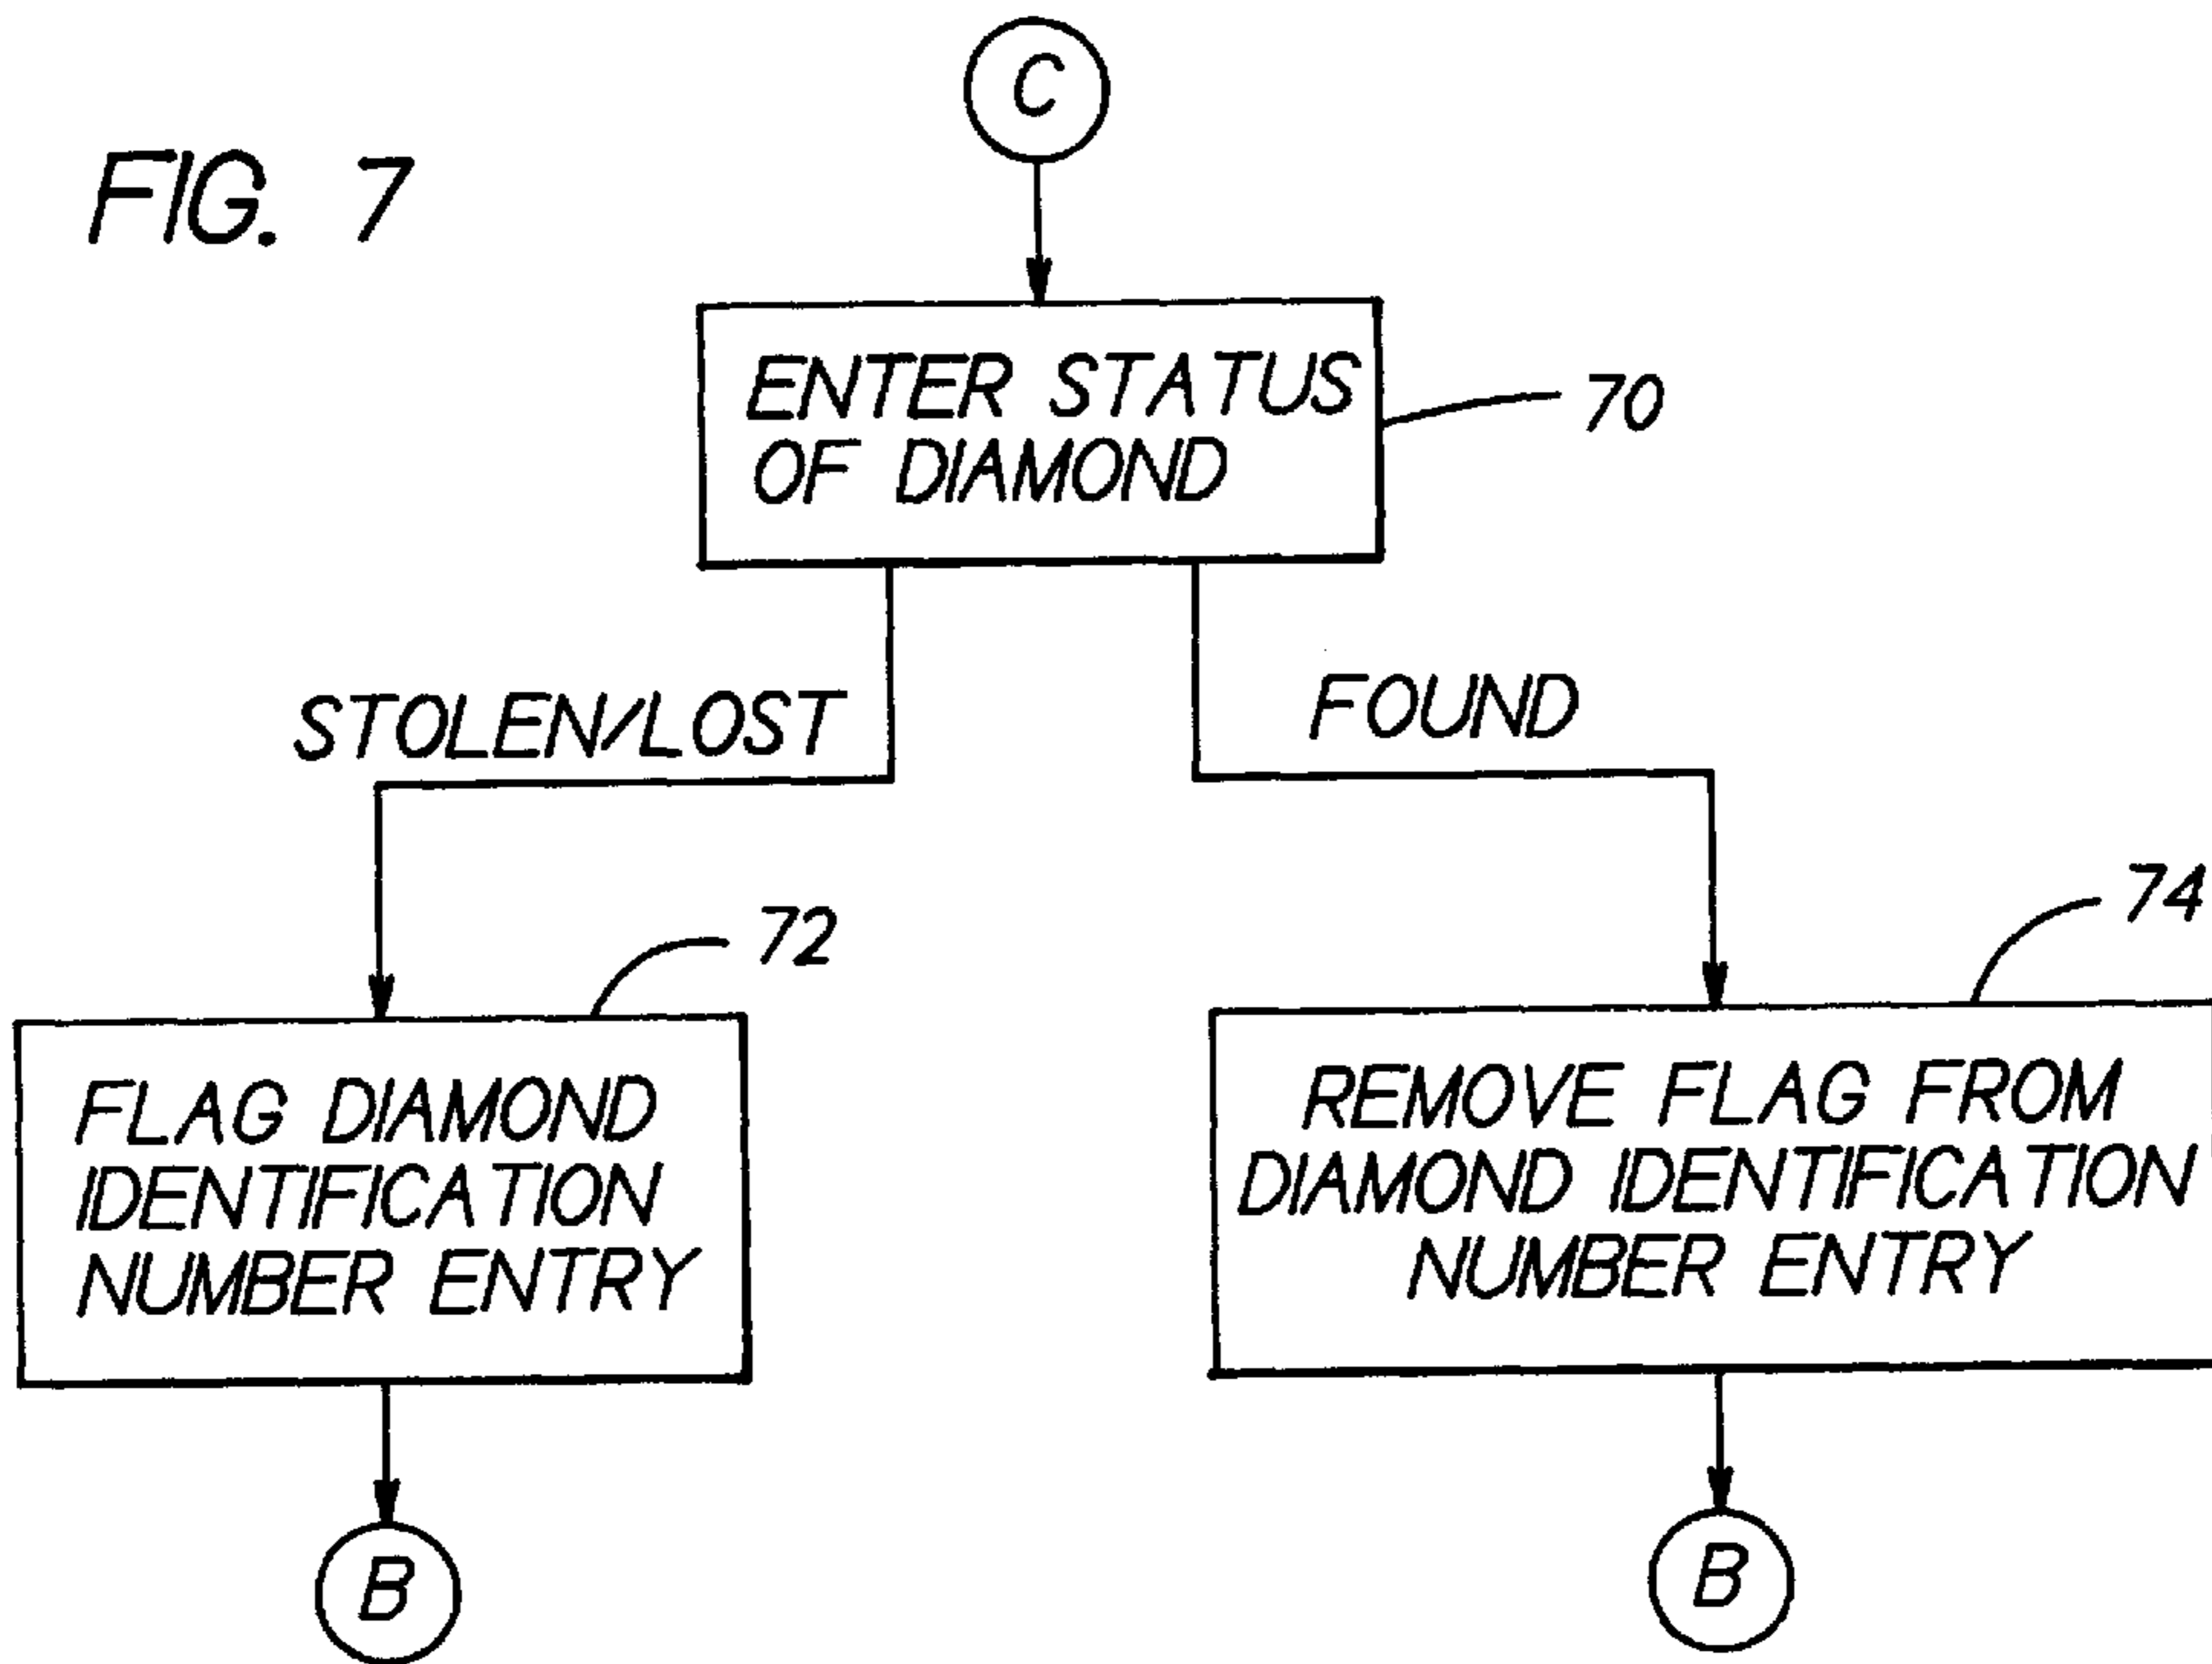 C
FIG. 7
ENTER STATUS
OF DIAMOND
70
STOLEN/LOST
FOUND
72
74
FLAG DIAMOND
IDENTIFICATION
NUMBER ENTRY
REMOVE FLAG FROM
DIAMOND IDENTIFICATION
NUMBER ENTRY
B
B